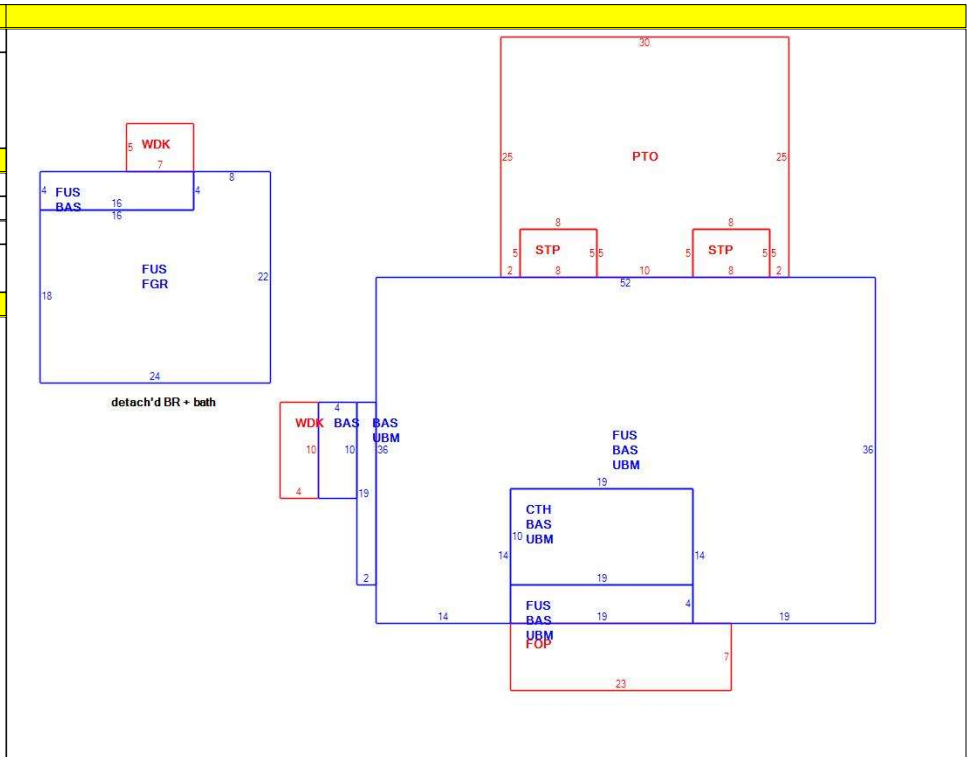 30
25
PTO
25
8
8
5
STP
5
5
5
STP
5
5
2
8
10
8
2
52
5
WDK
7
8
4
FUS
BAS
16
4
16
FUS
FGR
22
18
24
detach'd BR + bath
WDK
10
4
4
BAS
10
BAS
UBM
36
19
2
FUS
BAS
UBM
36
19
CTH
BAS
UBM
10
14
14
19
FUS
BAS
UBM
4
19
14
19
FOP
7
23